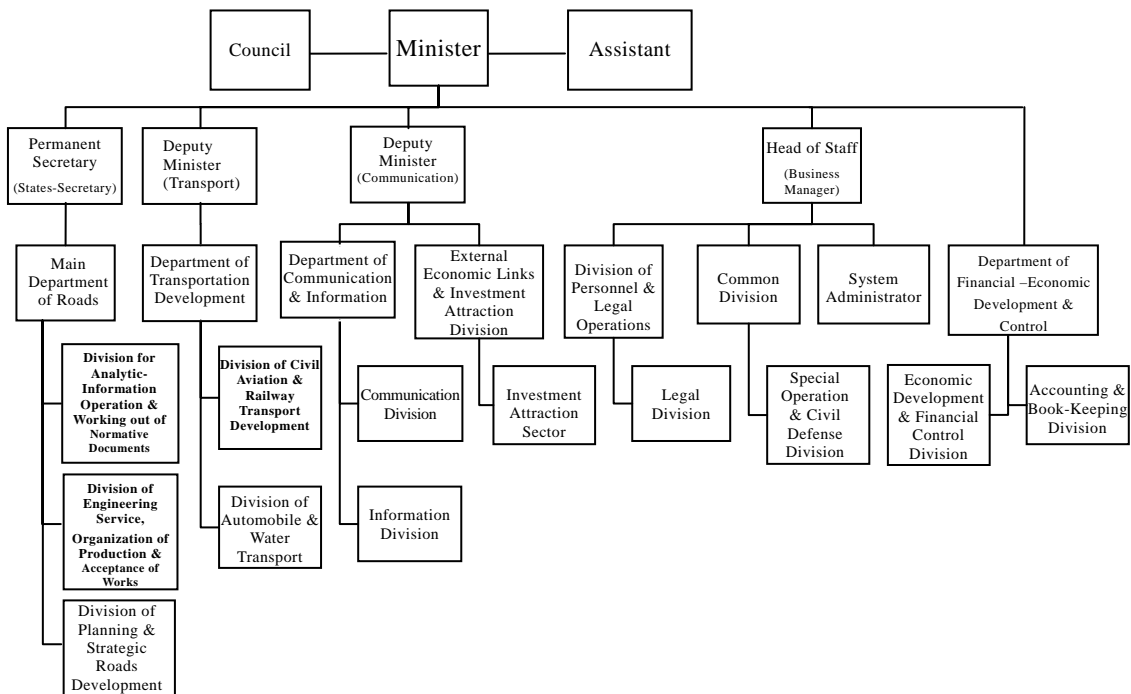 Council
Minister
Assistant
Permanent
Secretary
(States-Secretary)
Deputy
Minister
(Transport)
Deputy
Minister
(Communication)
Head of Staff
(Business
Manager)
Main
Department
of Roads
Department of
Transportation
Development
Department of
Communication
& Information
External
Economic Links
& Investment
Attraction
Division
Division of
Personnel &
Legal
Operations
Common
Division
System
Administrator
Department of
Financial –Economic
Development &
Control
Division for
Analytic-
Information
Operation &
Working out of
Normative
Documents
Division of Civil
Aviation &
Railway
Transport
Development
Communication
Division
Investment
Attraction
Sector
Legal
Division
Special
Operation
& Civil
Defense
Division
Economic
Development
& Financial
Control
Division
Accounting &
Book-Keeping
Division
Division of
Engineering
Service,
Organization of
Production &
Acceptance of
Works
Division of
Automobile &
Water
Transport
Information
Division
Division of
Planning &
Strategic
Roads
Development